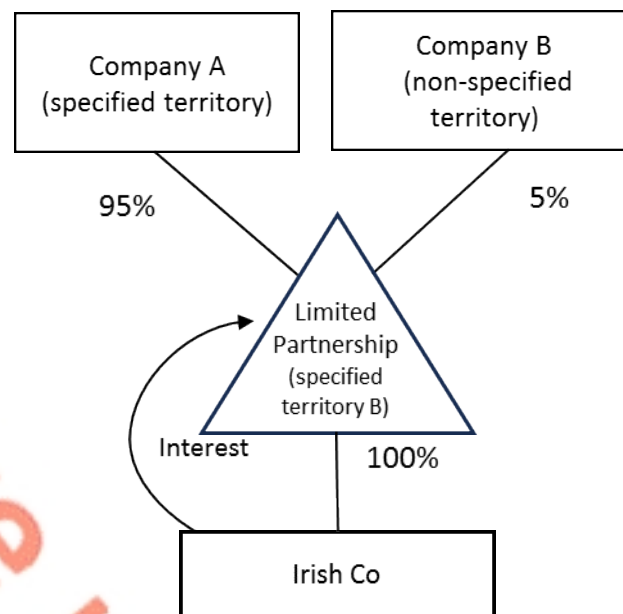 Company A
(specified territory)
Company B
(non-specified
territory)
95%
5%
Limited
Partnership
(specified
territory B)
Interest
100%
Irish Co